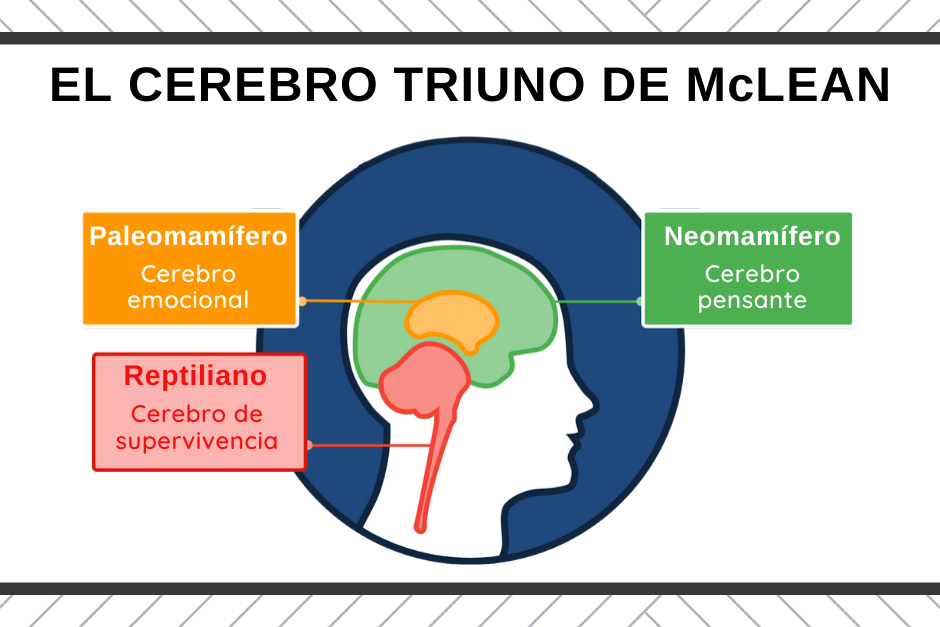 EL CEREBRO TRIUNO DE McLEAN
Paleomamífero
Cerebro
emocional
Neomamífero
Cerebro
pensante
Reptiliano
Cerebro de
supervivencia